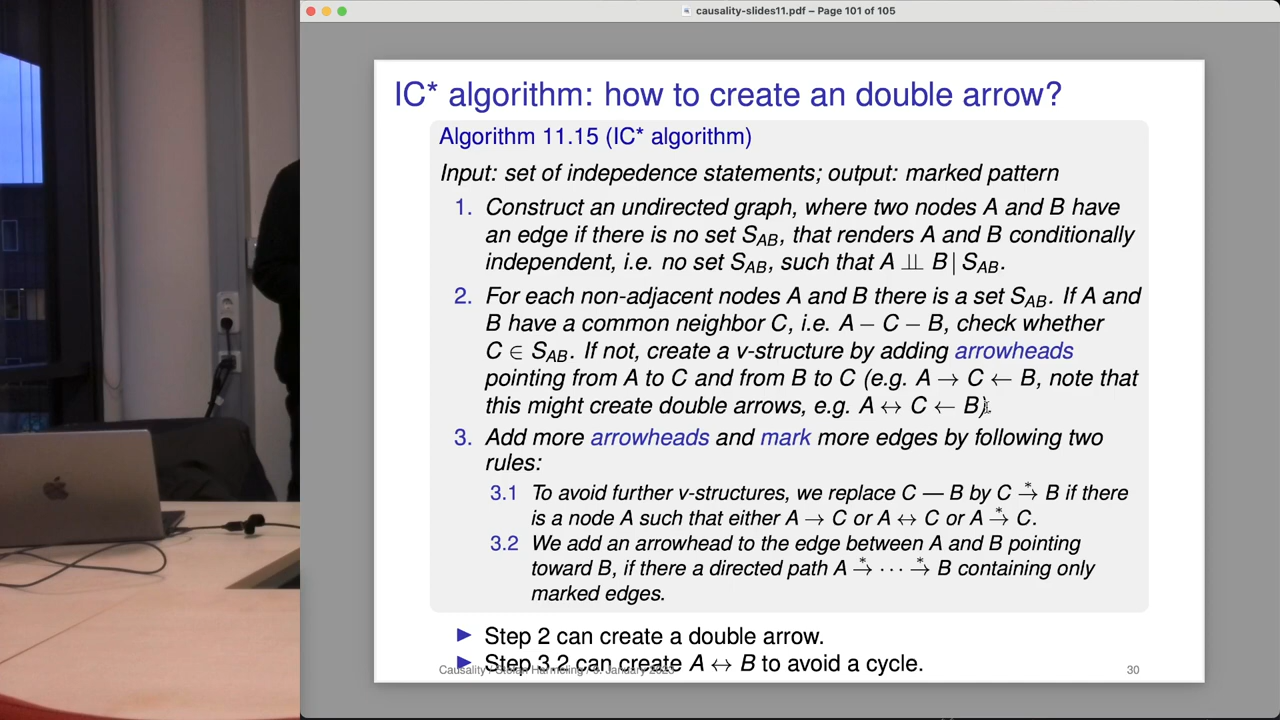 causality-slides11.pdf – Page 101 of 105
IC* algorithm: how to create an double arrow?
Algorithm 11.15 (IC* algorithm)
Input: set of indepedence statements; output: marked pattern
1. Construct an undirected graph, where two nodes A and B have
an edge if there is no set S_AB, that renders A and B conditionally
independent, i.e. no set S_AB, such that A ⫫ B | S_AB.
2. For each non-adjacent nodes A and B there is a set S_AB. If A and
B have a common neighbor C, i.e. A − C − B, check whether
C ∈ S_AB. If not, create a v-structure by adding arrowheads
pointing from A to C and from B to C (e.g. A → C ← B, note that
this might create double arrows, e.g. A ↔ C ← B).
3. Add more arrowheads and mark more edges by following two
rules:
3.1 To avoid further v-structures, we replace C — B by C →* B if there
is a node A such that either A → C or A ↔ C or A →* C.
3.2 We add an arrowhead to the edge between A and B pointing
toward B, if there a directed path A →* · · · →* B containing only
marked edges.
▶ Step 2 can create a double arrow.
▶ Step 3.2 can create A ↔ B to avoid a cycle.
Causality / Stefan Harmeling / 9. January 2023 30